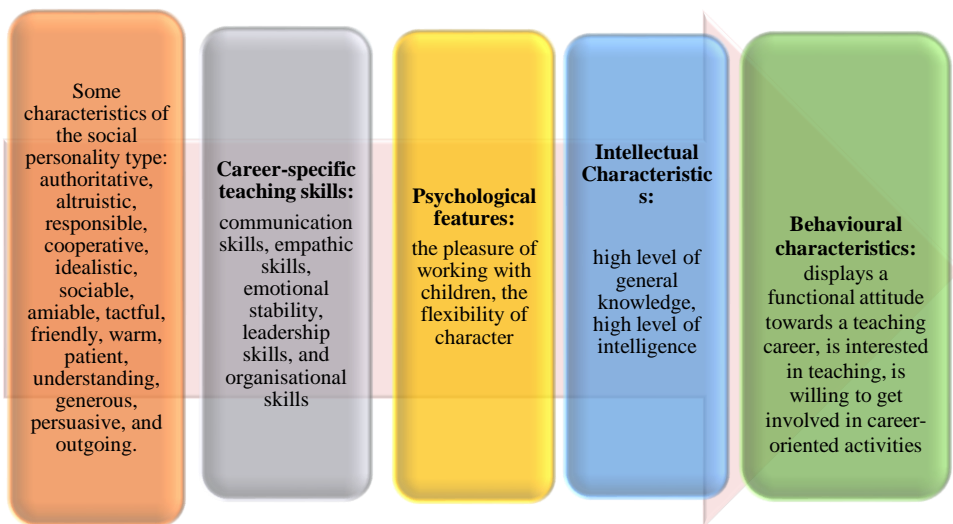 Some
characteristics of
the social
personality type:
authoritative,
altruistic,
responsible,
cooperative,
idealistic,
sociable,
amiable, tactful,
friendly, warm,
patient,
understanding,
generous,
persuasive, and
outgoing.
Career-specific
teaching skills:
communication
skills, empathic
skills,
emotional
stability,
leadership
skills, and
organisational
skills
Psychological
features:
the pleasure of
working with
children, the
flexibility of
character
Intellectual
Characteristic
s:
high level of
general
knowledge,
high level of
intelligence
Behavioural
characteristics:
displays a
functional attitude
towards a teaching
career, is interested
in teaching, is
willing to get
involved in career-
oriented activities